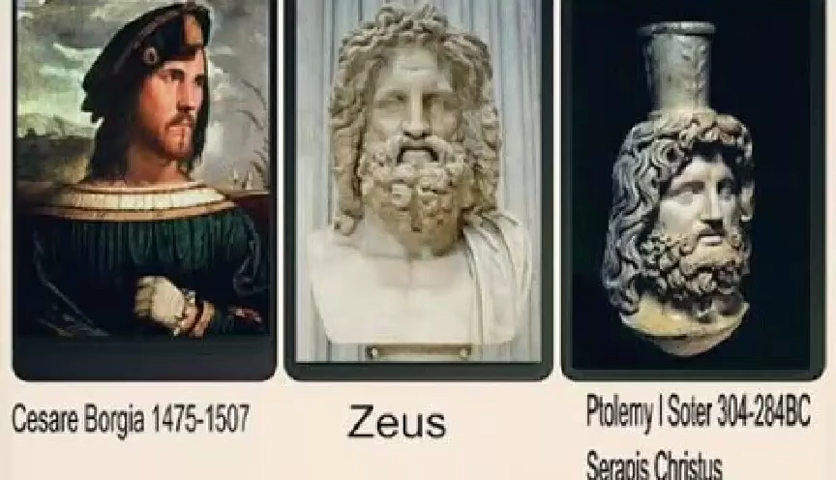 Cesare Borgia 1475-1507
Zeus
Ptolemy I Soter 304-284BC
Serapis Christus